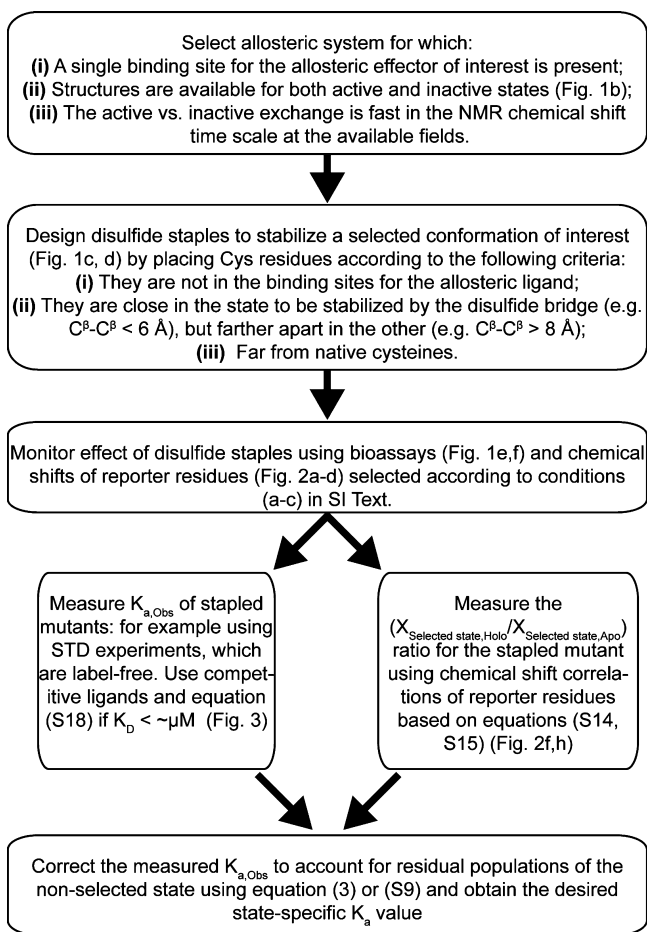 Select allosteric system for which:
(i) A single binding site for the allosteric effector of interest is present;
(ii) Structures are available for both active and inactive states (Fig. 1b);
(iii) The active vs. inactive exchange is fast in the NMR chemical shift
time scale at the available fields.
Design disulfide staples to stabilize a selected conformation of interest
(Fig. 1c, d) by placing Cys residues according to the following criteria:
(i) They are not in the binding sites for the allosteric ligand;
(ii) They are close in the state to be stabilized by the disulfide bridge (e.g.
Cᵝ-Cᵝ < 6 Å), but farther apart in the other (e.g. Cᵝ-Cᵝ > 8 Å);
(iii) Far from native cysteines.
Monitor effect of disulfide staples using bioassays (Fig. 1e,f) and chemical
shifts of reporter residues (Fig. 2a-d) selected according to conditions
(a-c) in SI Text.
Measure Ka,Obs of stapled
mutants: for example using
STD experiments, which
are label-free. Use compet-
itive ligands and equation
(S18) if KD < ~µM (Fig. 3)
Measure the
(XSelected state,Holo/XSelected state,Apo)
ratio for the stapled mutant
using chemical shift correla-
tions of reporter residues
based on equations (S14,
S15) (Fig. 2f,h)
Correct the measured Ka,Obs to account for residual populations of the
non-selected state using equation (3) or (S9) and obtain the desired
state-specific Ka value